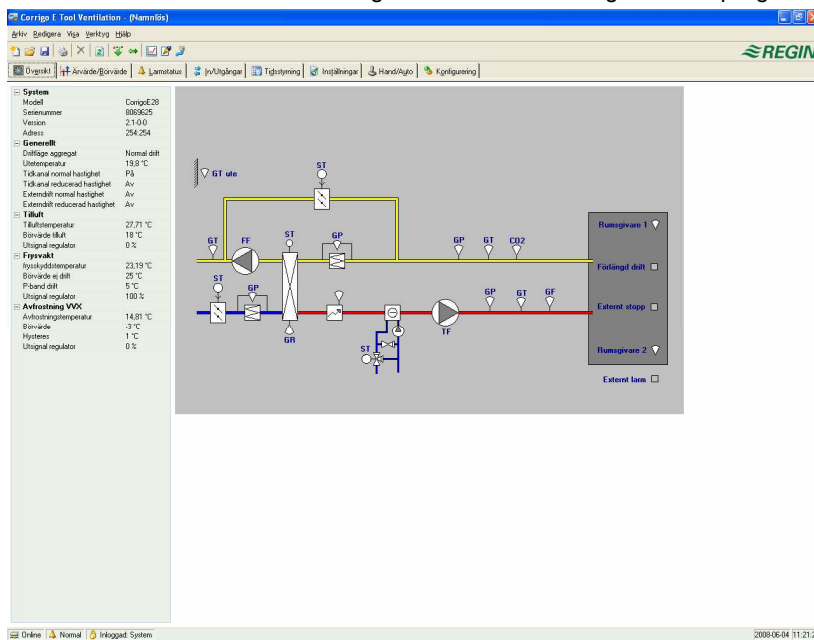 Corrigo E Tool Ventilation - (Namnlös)
Arkiv Redigera Visa Verktyg Hjälp
REGIN
Översikt Ärvärde/Börvärde Larmstatus In/Utgångar Tidsstyrning Inställningar Hand/Auto Konfigurering
System
Modell CorrigoE28
Serienummer 8069625
Version 2.1-0-0
Adress 254:254
Generellt
Driftläge aggregat Normal drift
Utetemperatur 19,8 °C
Tidkanal normal hastighet På
Tidkanal reducerad hastighet Av
Externdrift normal hastighet Av
Externdrift reducerad hastighet Av
Tilluft
Tilluftstemperatur 27,71 °C
Börvärde tilluft 18 °C
Utsignal regulator 0 %
Frysvakt
frysskyddstemperatur 23,19 °C
Börvärde ej drift 25 °C
P-band drift 5 °C
Utsignal regulator 100 %
Avfrostning VVX
Avfrostningstemperatur 14,81 °C
Börvärde -3 °C
Hysteres 1 °C
Utsignal regulator 0 %
GT ute
ST
Rumsgivare 1
GT FF ST GP GP GT CO2
Förlängd drift
ST GP GP GT GF
Externt stopp
GR TF
ST
Rumsgivare 2
Externt larm
Online Normal Inloggad: System 2008-06-04